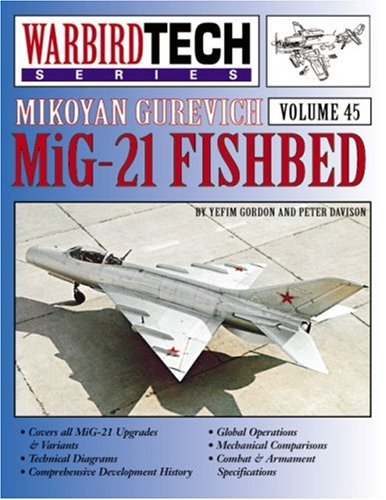 WARBIRDTECH
SERIES
MIKOYAN GUREVICH
VOLUME 45
MiG-21 FISHBED
BY YEFIM GORDON AND PETER DAVISON
• Covers all MiG-21 Upgrades
& Variants
• Technical Diagrams
• Comprehensive Development History
• Global Operations
• Mechanical Comparisons
• Combat & Armament
Specifications